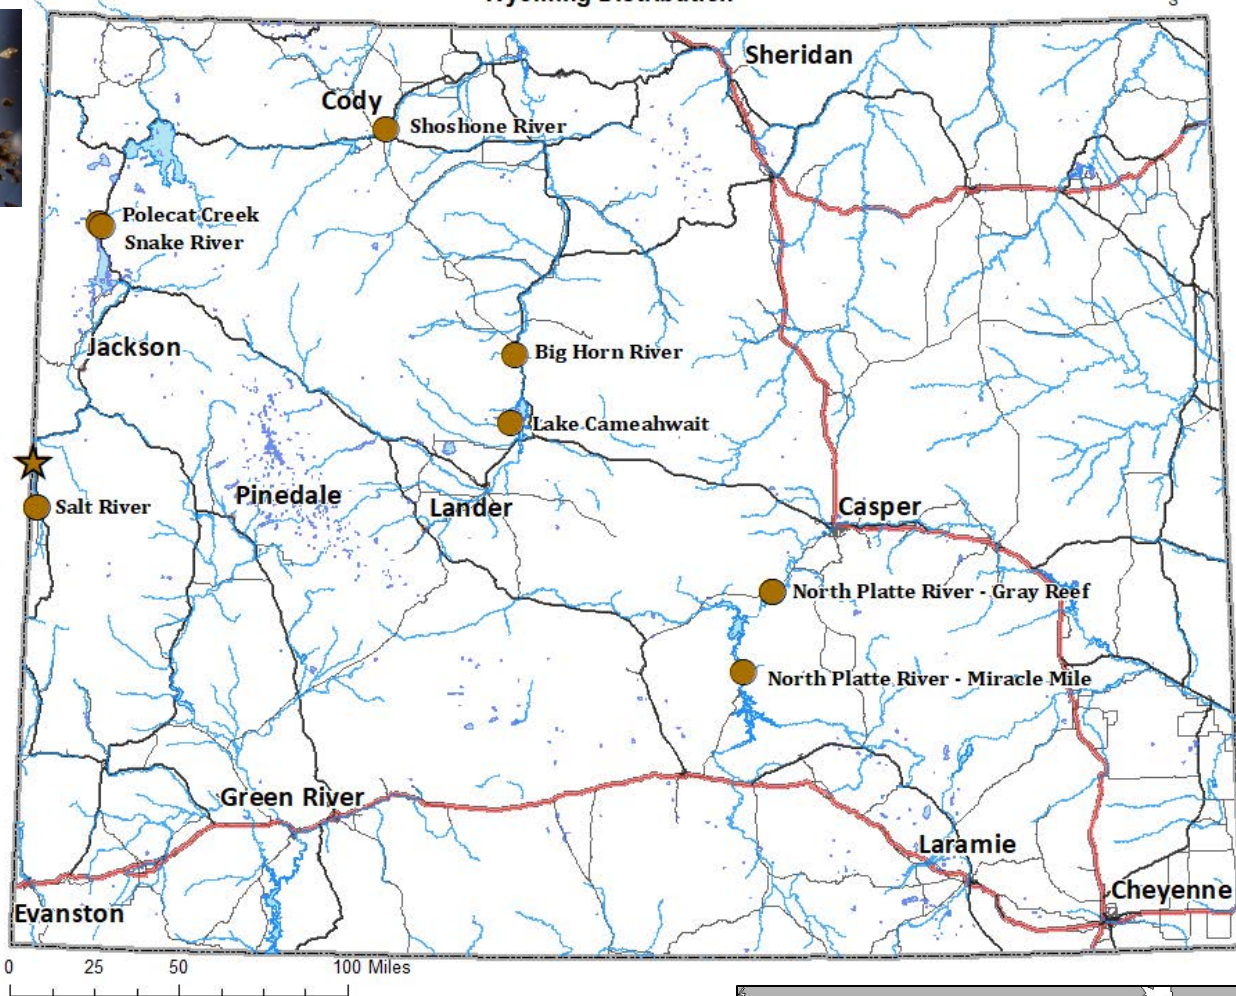 Wyoming Distribution
S
Sheridan
Cody
Shoshone River
Polecat Creek
Snake River
Jackson
Big Horn River
Lake Cameahwait
Pinedale
Salt River
Lander
Casper
North Platte River - Gray Reef
North Platte River - Miracle Mile
Green River
Laramie
Cheyenne
Evanston
0 25 50 100 Miles